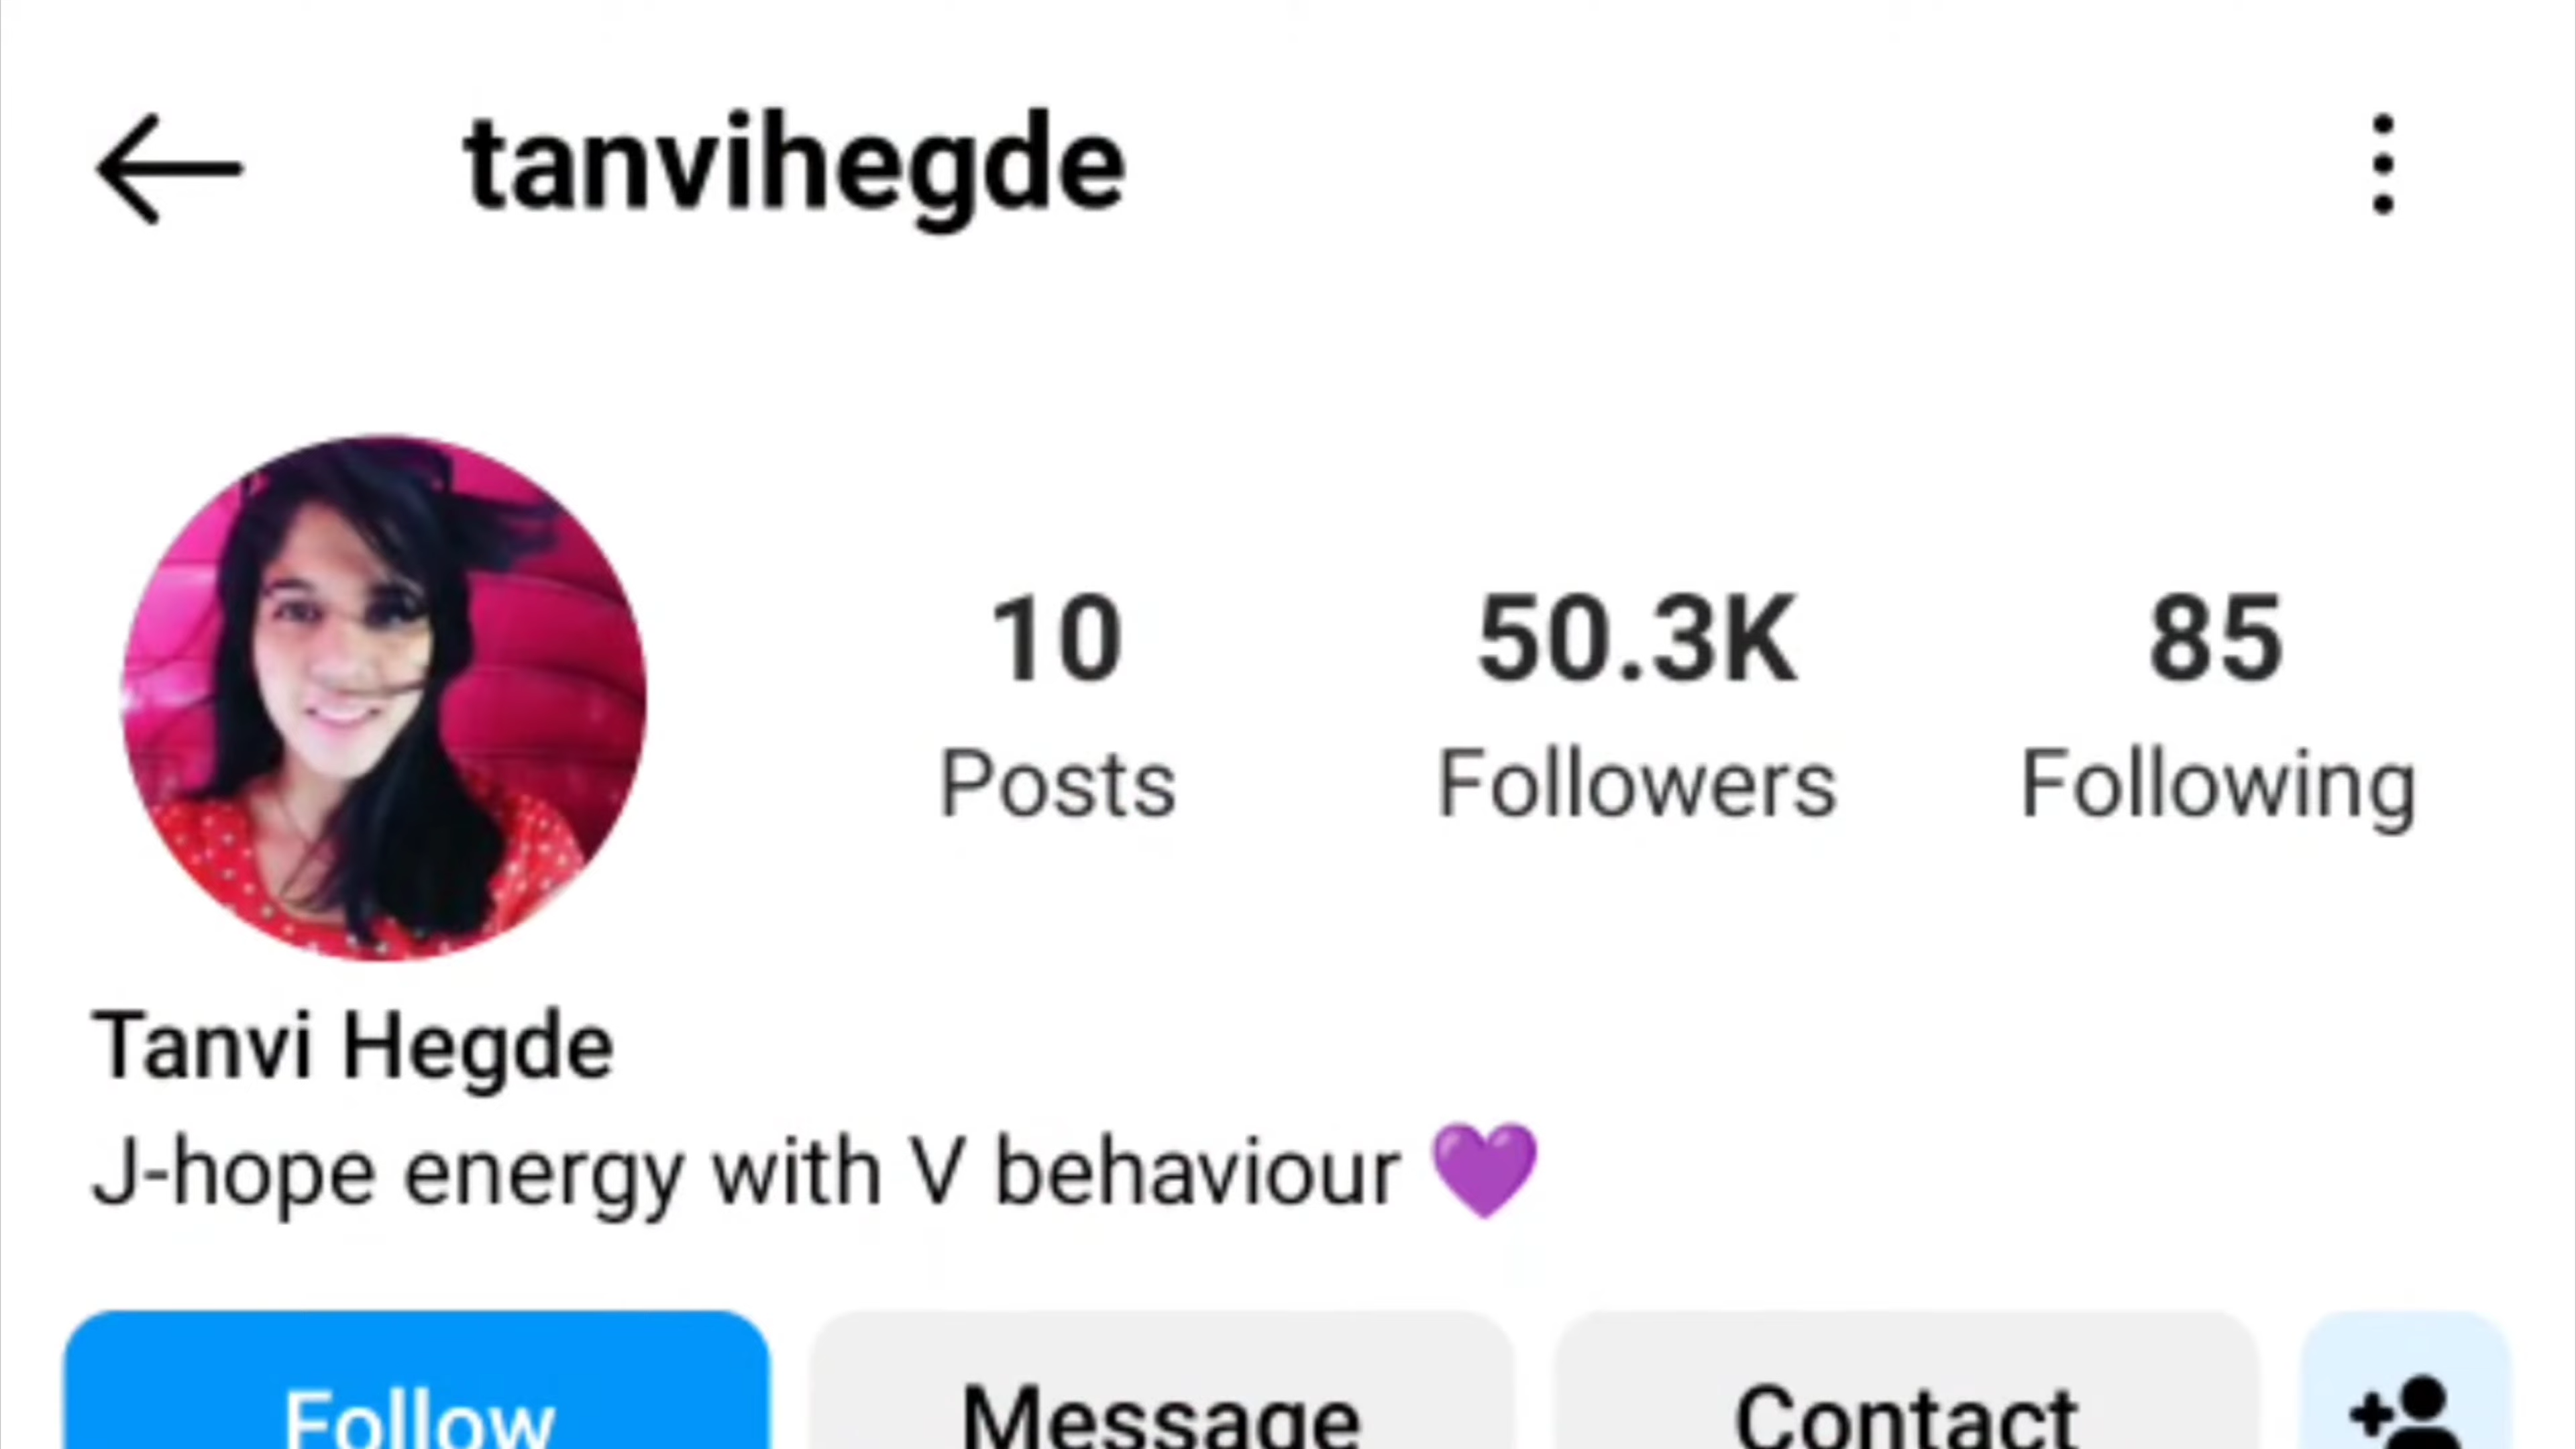 tanvihegde
10 50.3K 85
Posts Followers Following
Tanvi Hegde
J-hope energy with V behaviour 💜
Follow Message Contact